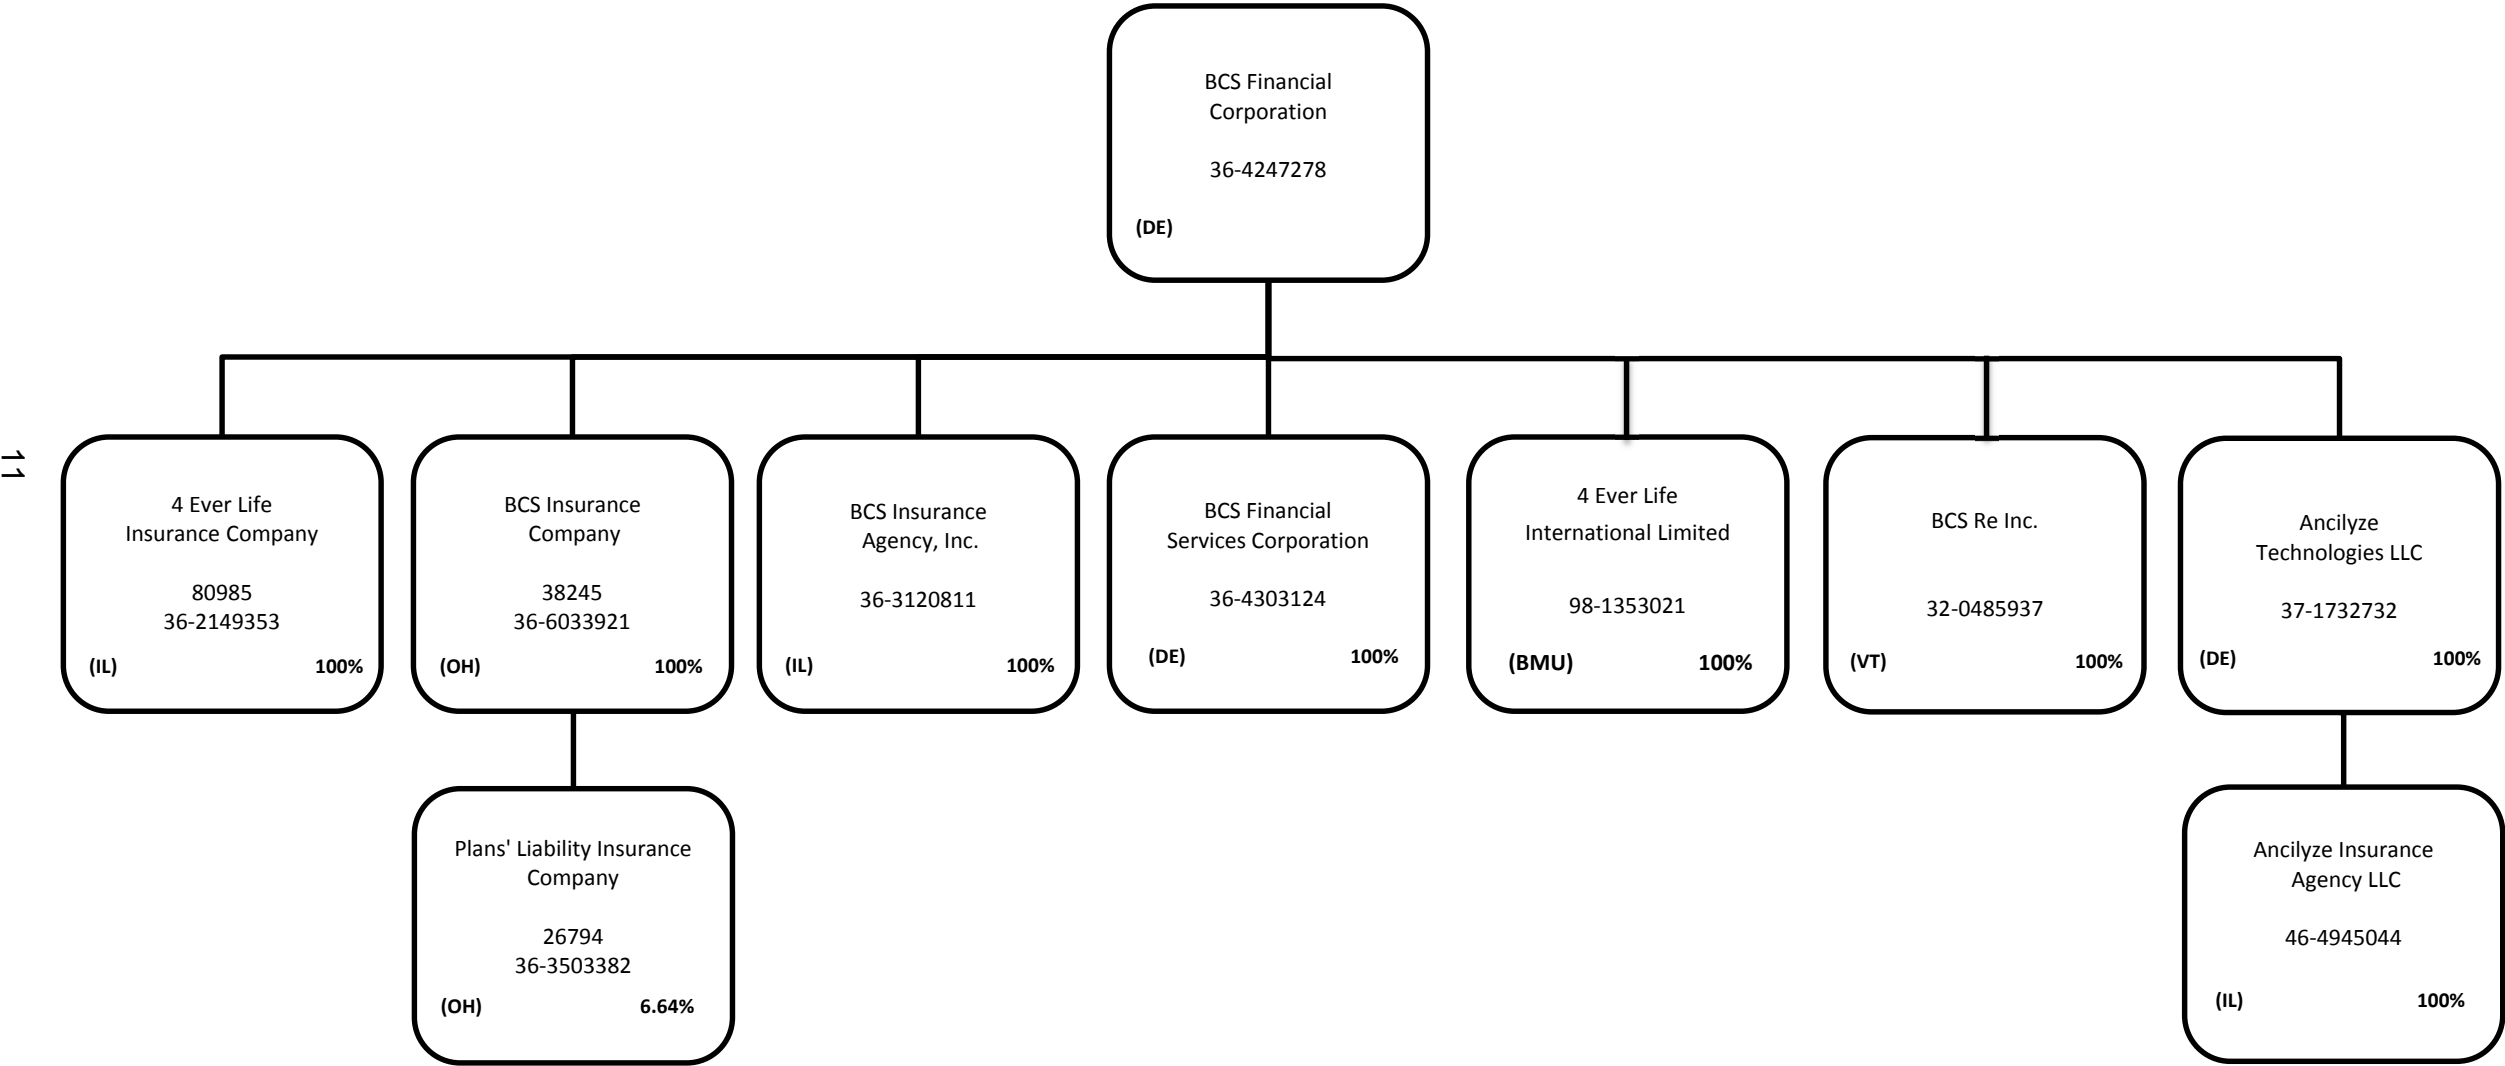 BCS Financial
Corporation
36-4247278
(DE)
11
4 Ever Life
Insurance Company
80985
36-2149353
(IL) 100%
BCS Insurance
Company
38245
36-6033921
(OH) 100%
BCS Insurance
Agency, Inc.
36-3120811
(IL) 100%
BCS Financial
Services Corporation
36-4303124
(DE) 100%
4 Ever Life
International Limited
98-1353021
(BMU) 100%
BCS Re Inc.
32-0485937
(VT) 100%
Ancilyze
Technologies LLC
37-1732732
(DE) 100%
Plans' Liability Insurance
Company
26794
36-3503382
(OH) 6.64%
Ancilyze Insurance
Agency LLC
46-4945044
(IL) 100%